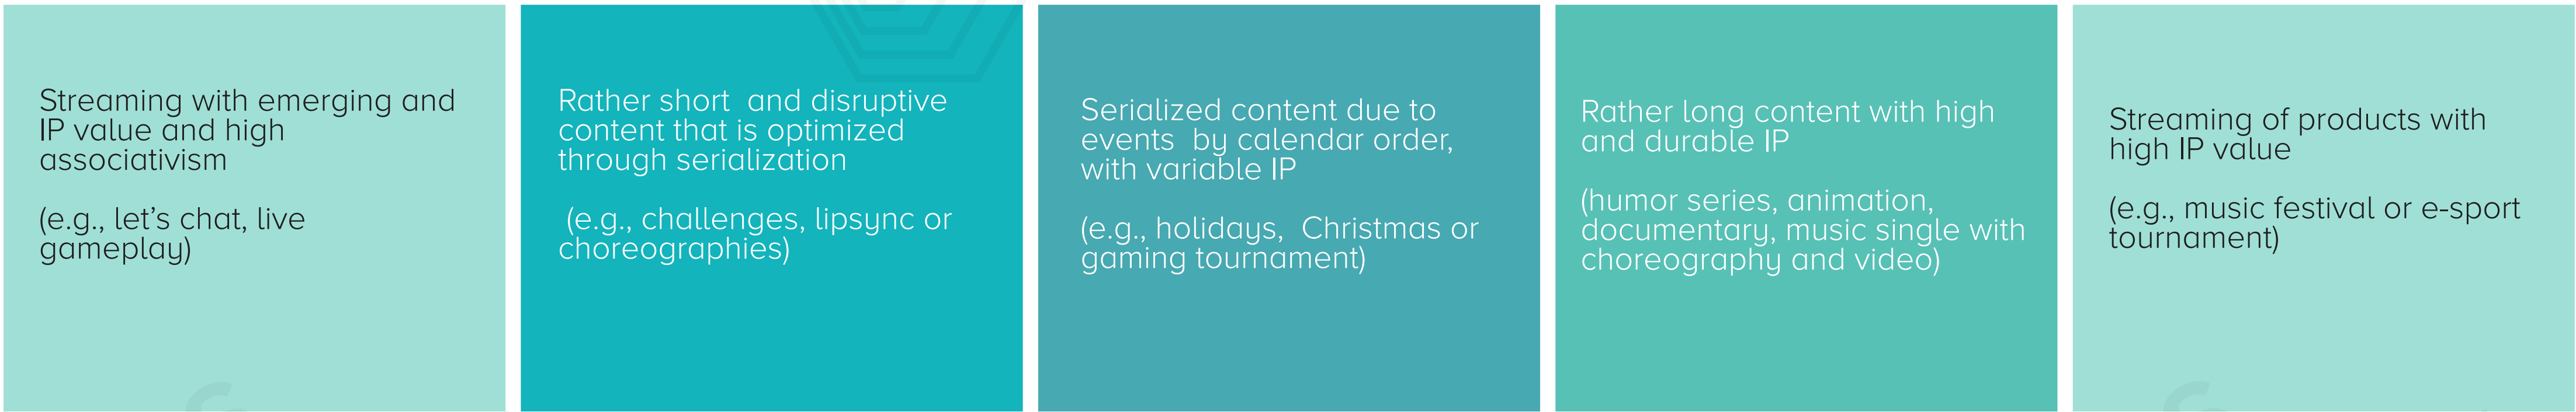 Streaming with emerging and
IP value and high
associativism
(e.g., let's chat, live
gameplay)
Rather short  and disruptive
content that is optimized
through serialization
(e.g., challenges, lipsync or
choreographies)
Serialized content due to
events  by calendar order,
with variable IP
(e.g., holidays,  Christmas or
gaming tournament)
Rather long content with high
and durable IP
(humor series, animation,
documentary, music single with
choreography and video)
Streaming of products with
high IP value
(e.g., music festival or e-sport
tournament)